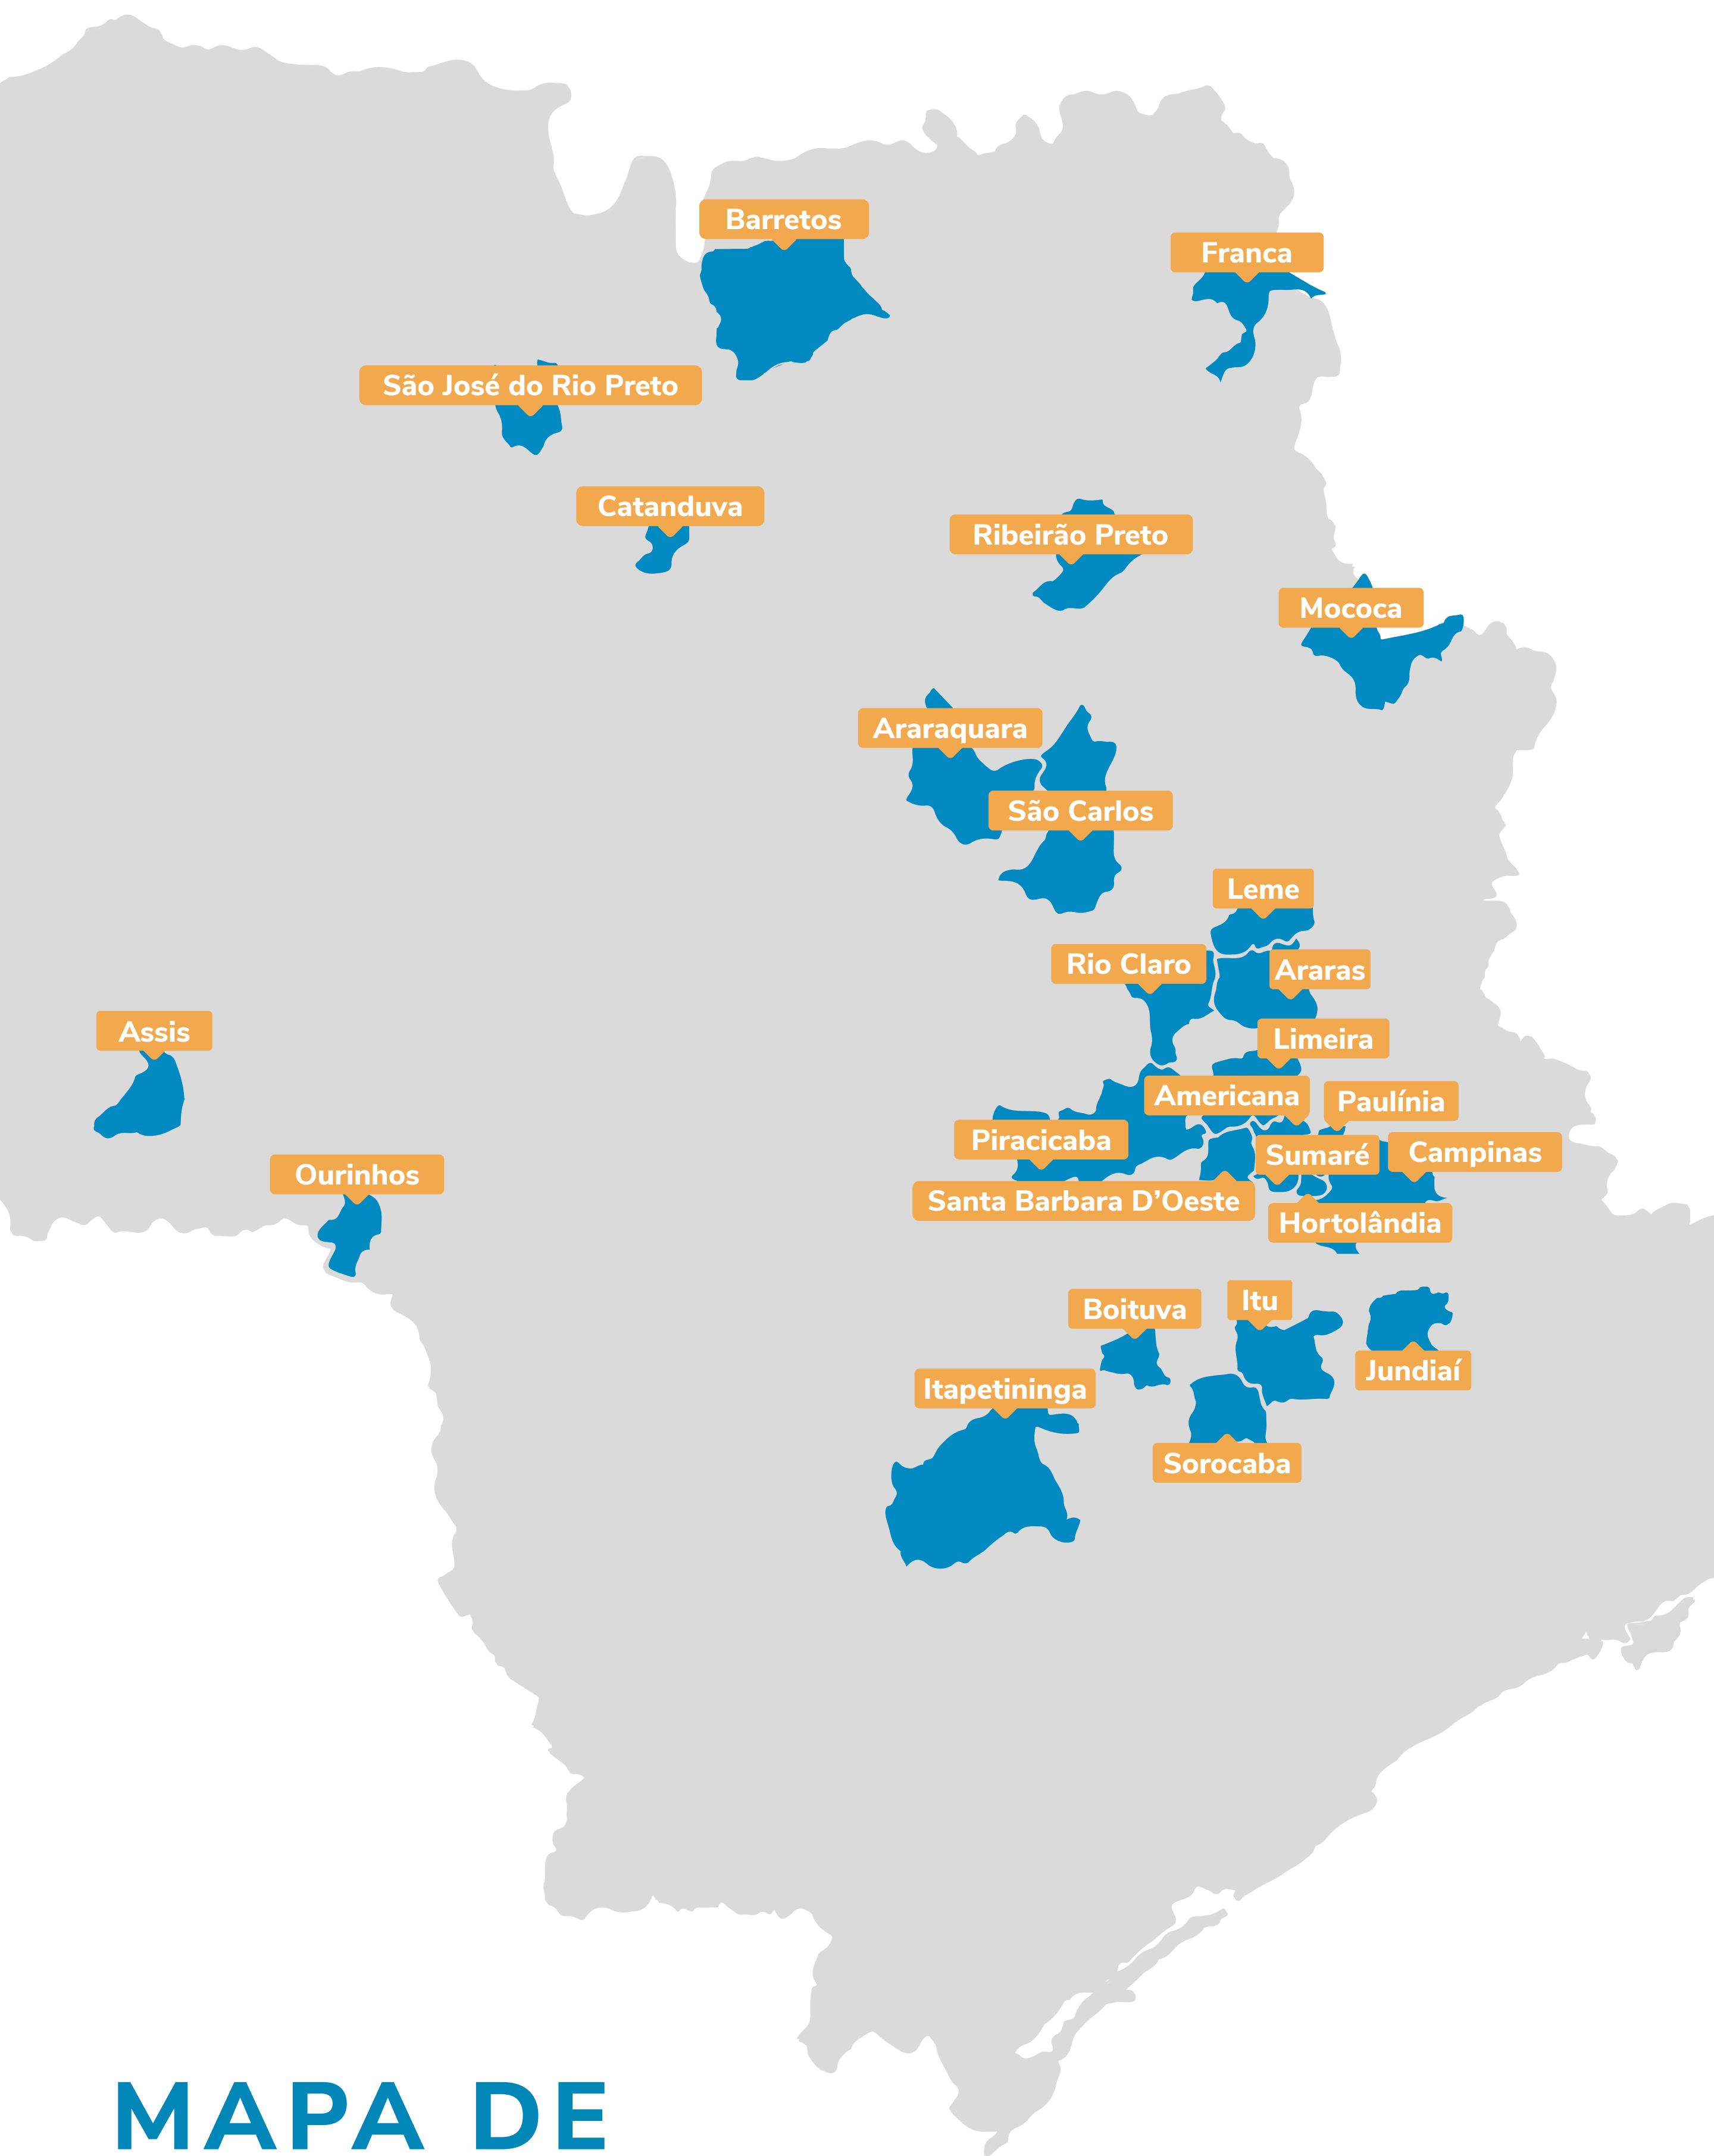 Barretos
Franca
São José do Rio Preto
Catanduva
Ribeirão Preto
Mococa
Araraquara
São Carlos
Leme
Rio Claro
Araras
Assis
Limeira
Americana
Paulínia
Piracicaba
Sumaré
Campinas
Ourinhos
Santa Barbara D’Oeste
Hortolândia
Boituva
Itu
Jundiaí
Itapetininga
Sorocaba
MAPA DE